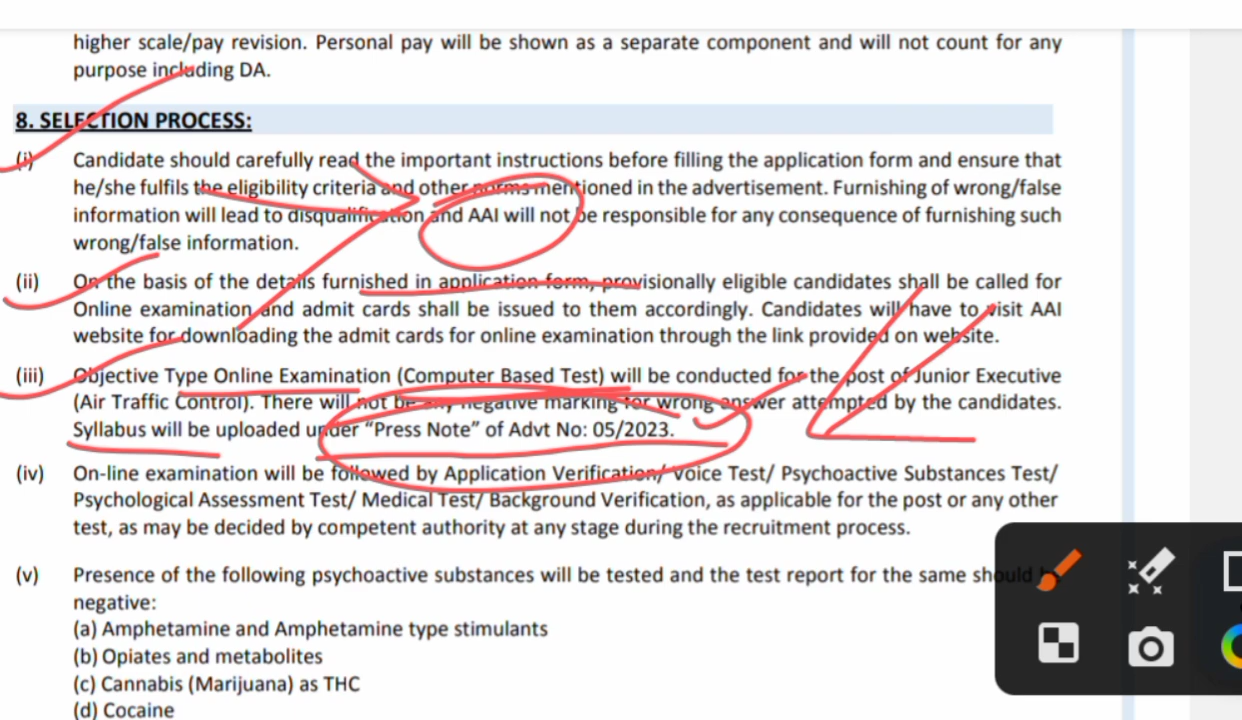 higher scale/pay revision. Personal pay will be shown as a separate component and will not count for any
purpose including DA.
8. SELECTION PROCESS:
(i) Candidate should carefully read the important instructions before filling the application form and ensure that
he/she fulfils the eligibility criteria and other norms mentioned in the advertisement. Furnishing of wrong/false
information will lead to disqualification and AAI will not be responsible for any consequence of furnishing such
wrong/false information.
(ii) On the basis of the details furnished in application form, provisionally eligible candidates shall be called for
Online examination and admit cards shall be issued to them accordingly. Candidates will have to visit AAI
website for downloading the admit cards for online examination through the link provided on website.
(iii) Objective Type Online Examination (Computer Based Test) will be conducted for the post of Junior Executive
(Air Traffic Control). There will not be any negative marking for wrong answer attempted by the candidates.
Syllabus will be uploaded under “Press Note” of Advt No: 05/2023.
(iv) On-line examination will be followed by Application Verification/ Voice Test/ Psychoactive Substances Test/
Psychological Assessment Test/ Medical Test/ Background Verification, as applicable for the post or any other
test, as may be decided by competent authority at any stage during the recruitment process.
(v) Presence of the following psychoactive substances will be tested and the test report for the same should be
negative:
(a) Amphetamine and Amphetamine type stimulants
(b) Opiates and metabolites
(c) Cannabis (Marijuana) as THC
(d) Cocaine